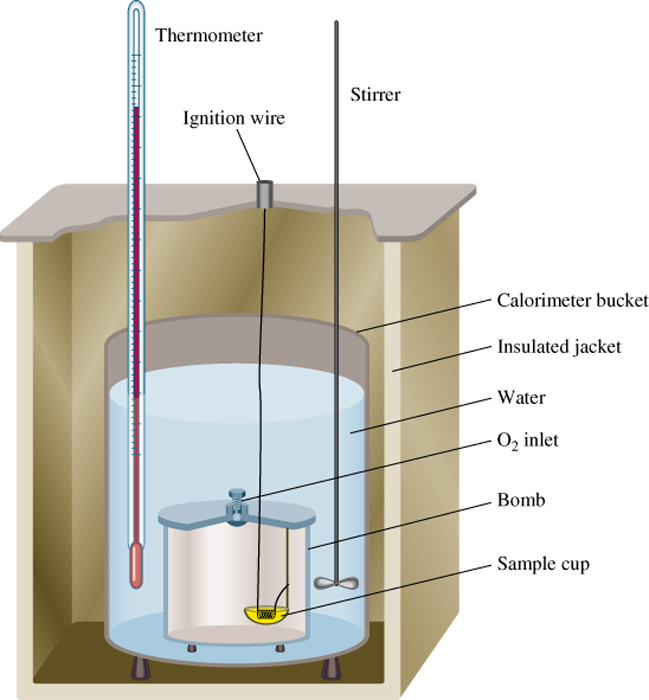 Thermometer
Stirrer
Ignition wire
Calorimeter bucket
Insulated jacket
Water
O₂ inlet
Bomb
Sample cup